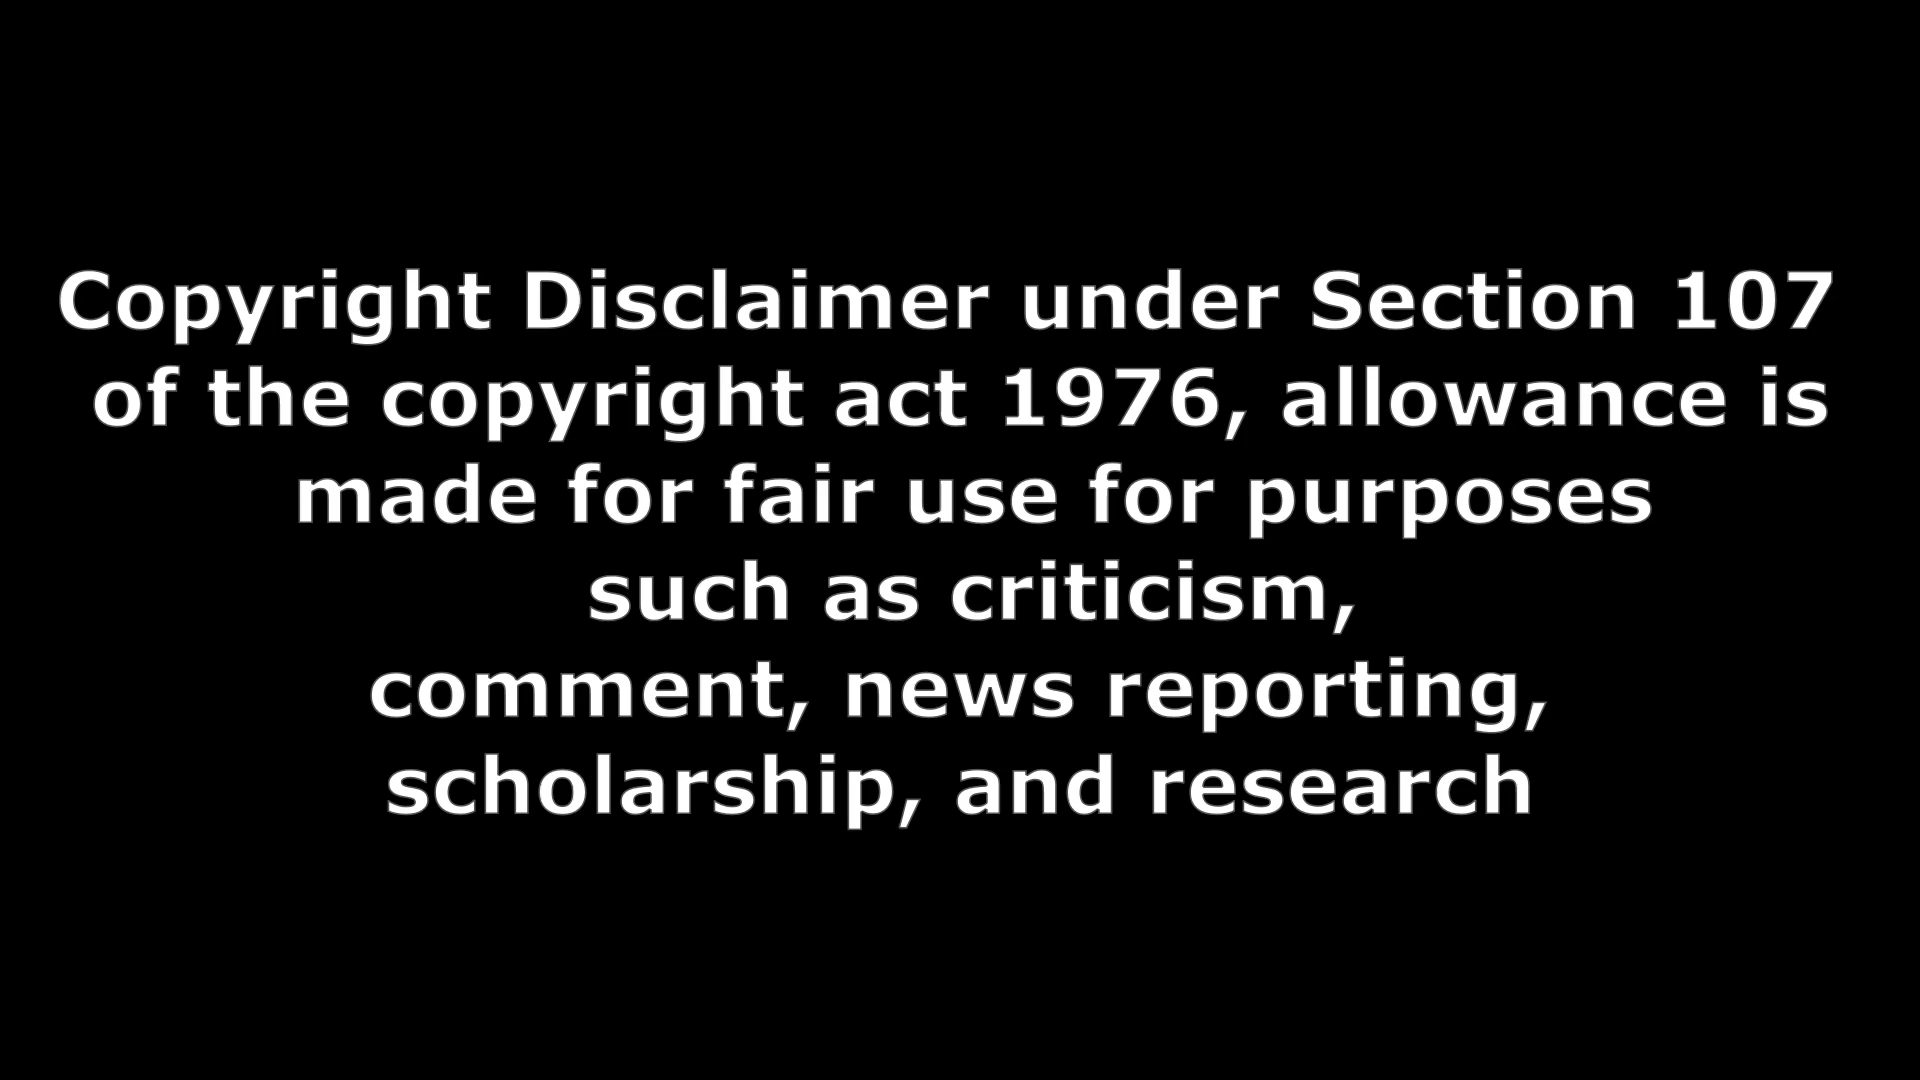 Copyright Disclaimer under Section 107
of the copyright act 1976, allowance is
made for fair use for purposes
such as criticism,
comment, news reporting,
scholarship, and research